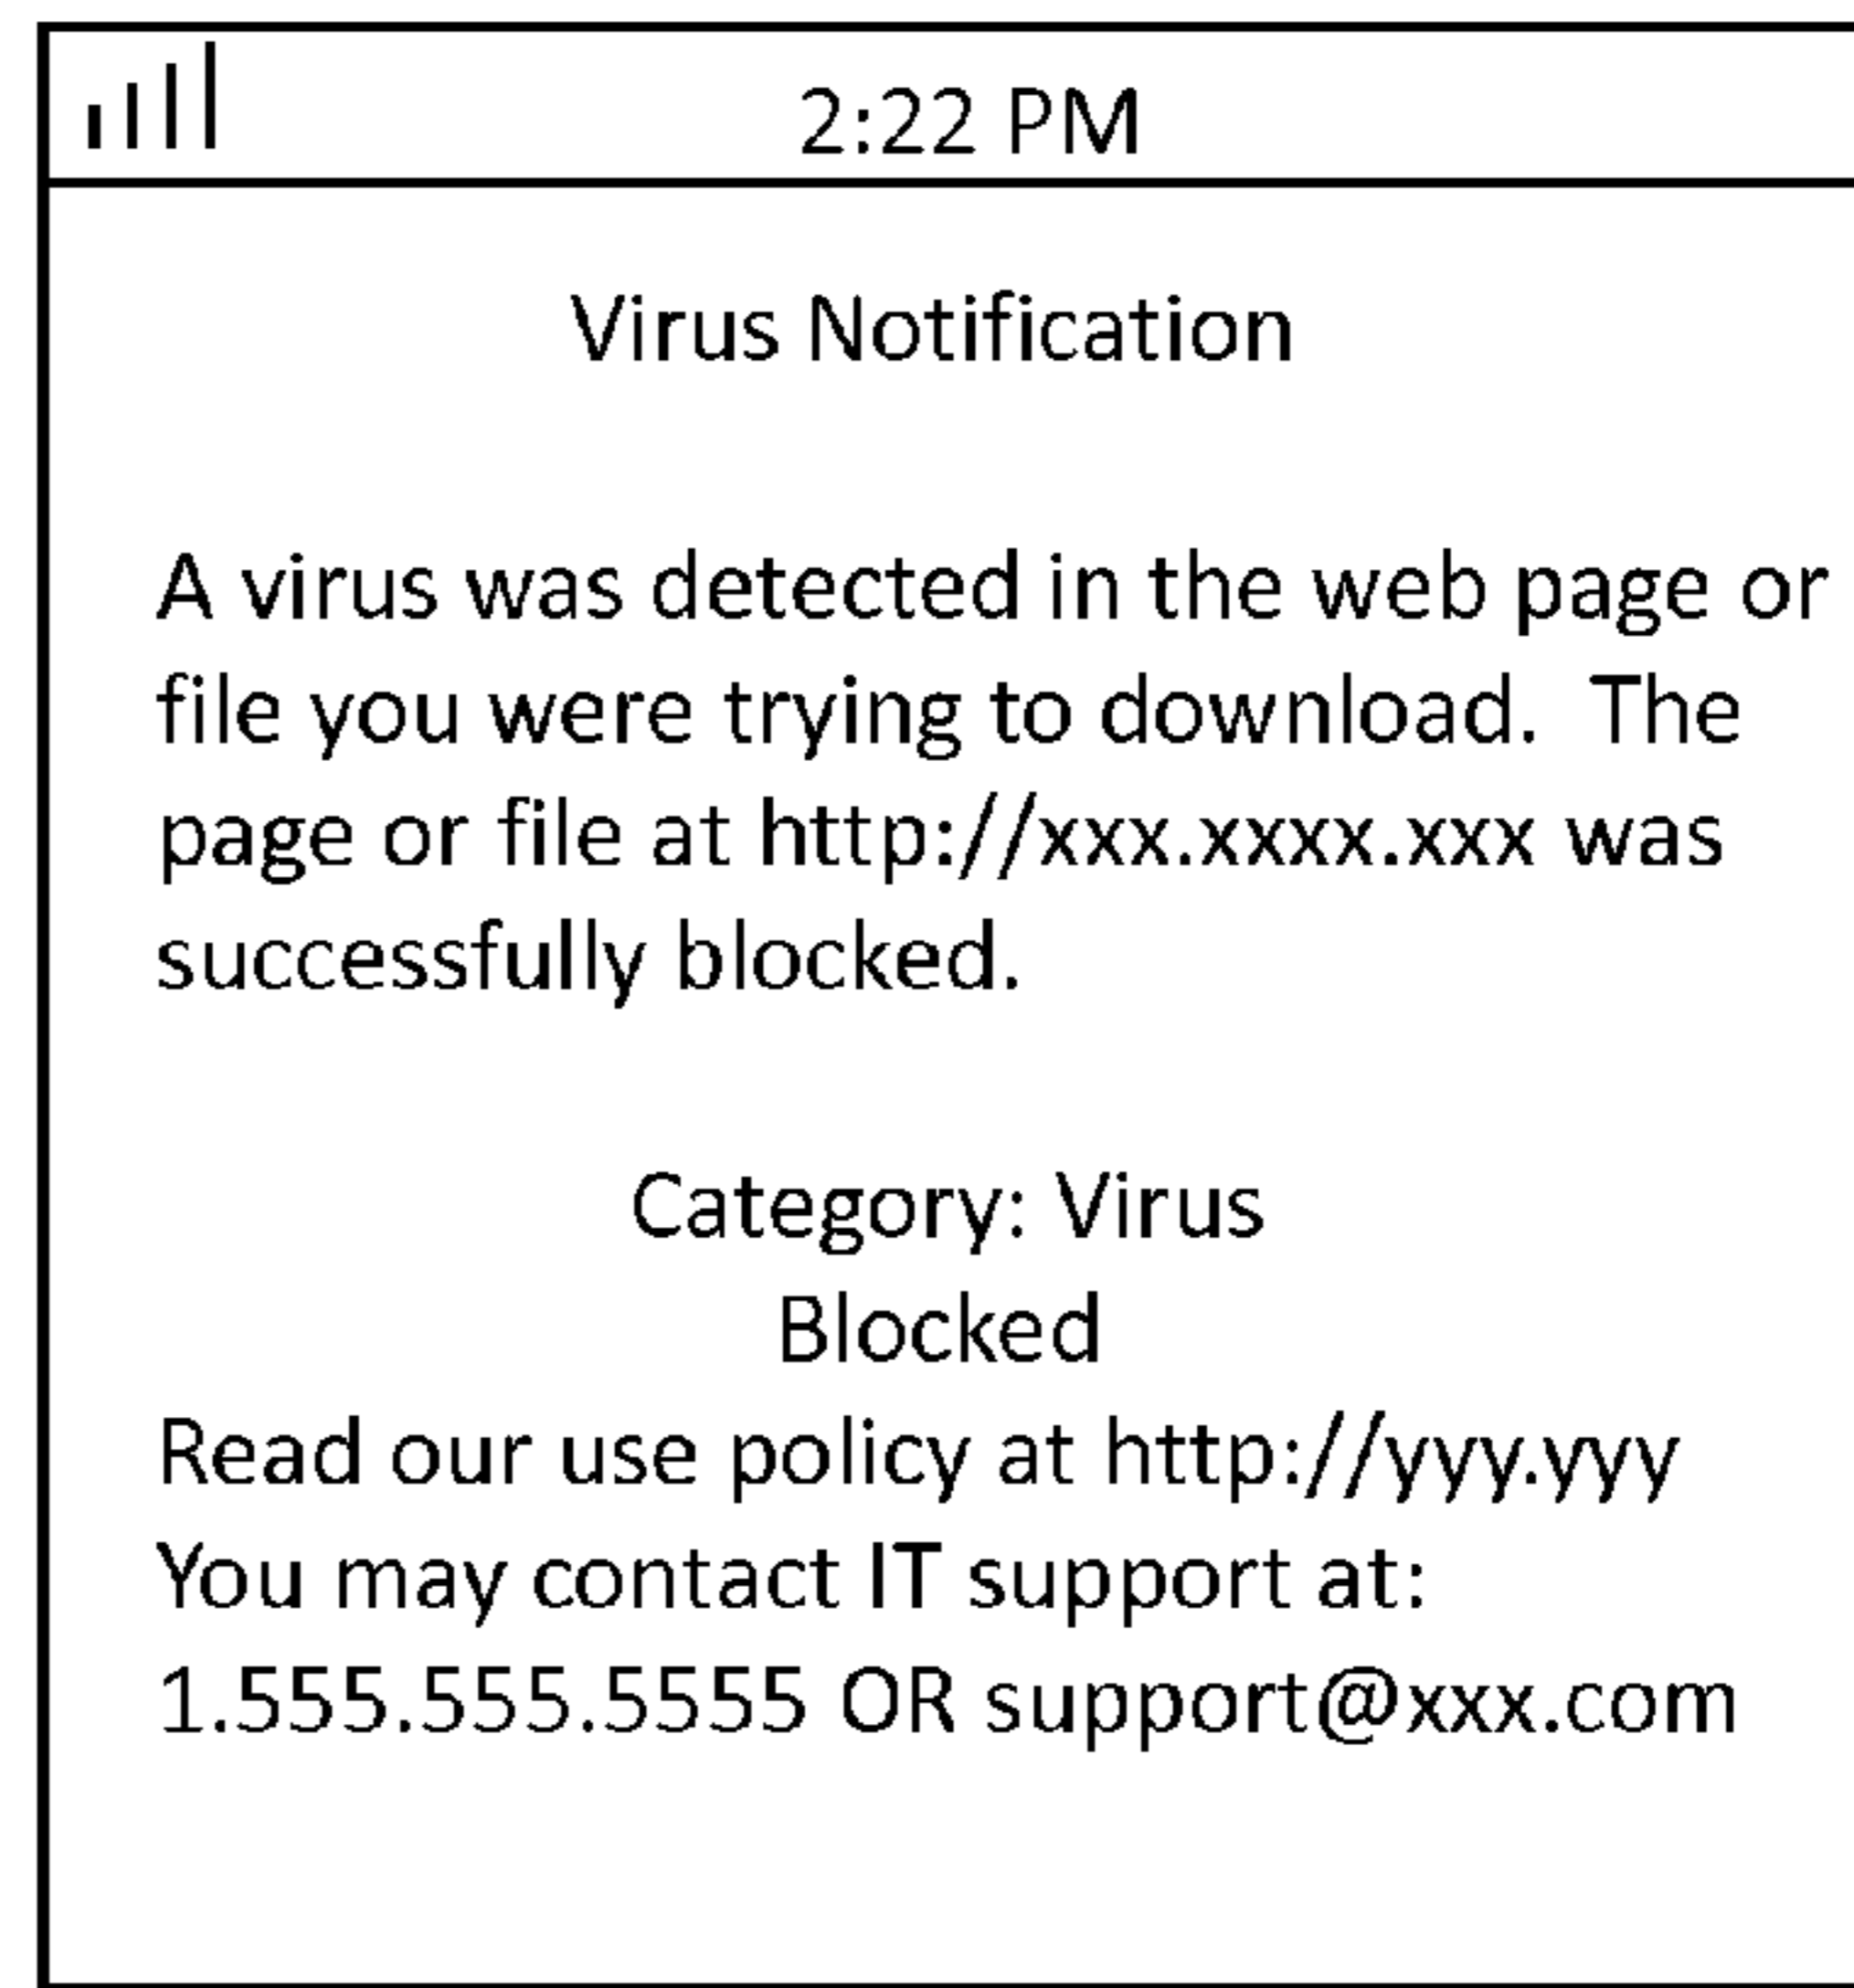 2:22 PM
Virus Notification
A virus was detected in the web page or
file you were trying to download.  The
page or file at http://xxx.xxxx.xxx was
successfully blocked.
Category: Virus
Blocked
Read our use policy at http://yyy.yyy
You may contact IT support at:
1.555.555.5555 OR support@xxx.com